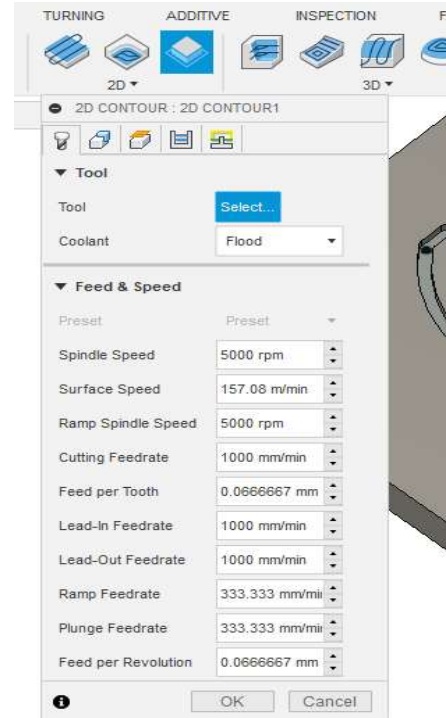 TURNING ADDITIVE INSPECTION F
2D ▾ 3D ▾
2D CONTOUR : 2D CONTOUR1
▼ Tool
Tool Select...
Coolant Flood
▼ Feed & Speed
Preset Preset
Spindle Speed 5000 rpm
Surface Speed 157.08 m/min
Ramp Spindle Speed 5000 rpm
Cutting Feedrate 1000 mm/min
Feed per Tooth 0.0666667 mm
Lead-In Feedrate 1000 mm/min
Lead-Out Feedrate 1000 mm/min
Ramp Feedrate 333.333 mm/mi
Plunge Feedrate 333.333 mm/mi
Feed per Revolution 0.0666667 mm
OK Cancel